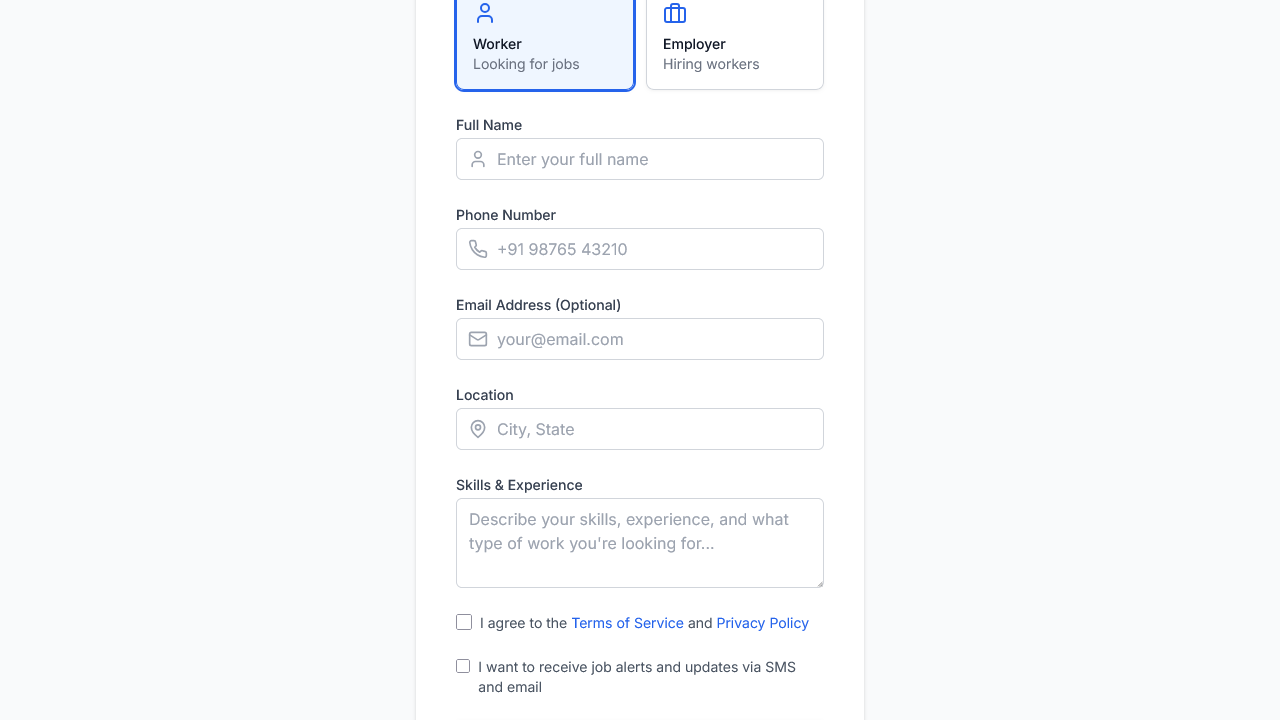 Worker
Looking for jobs
Employer
Hiring workers
Full Name
Enter your full name
Phone Number
+91 98765 43210
Email Address (Optional)
your@email.com
Location
City, State
Skills & Experience
Describe your skills, experience, and what
type of work you're looking for...
I agree to the Terms of Service and Privacy Policy
I want to receive job alerts and updates via SMS
and email